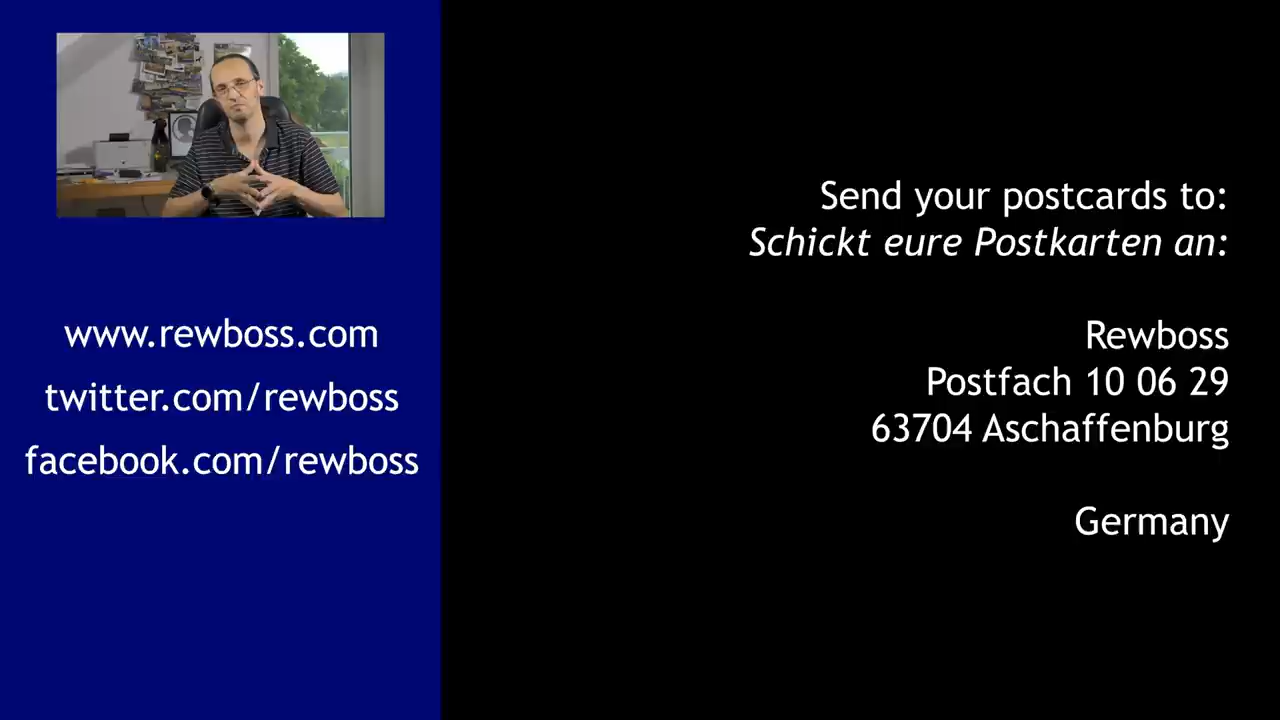 www.rewboss.com
twitter.com/rewboss
facebook.com/rewboss
Send your postcards to:
Schickt eure Postkarten an:
Rewboss
Postfach 10 06 29
63704 Aschaffenburg
Germany